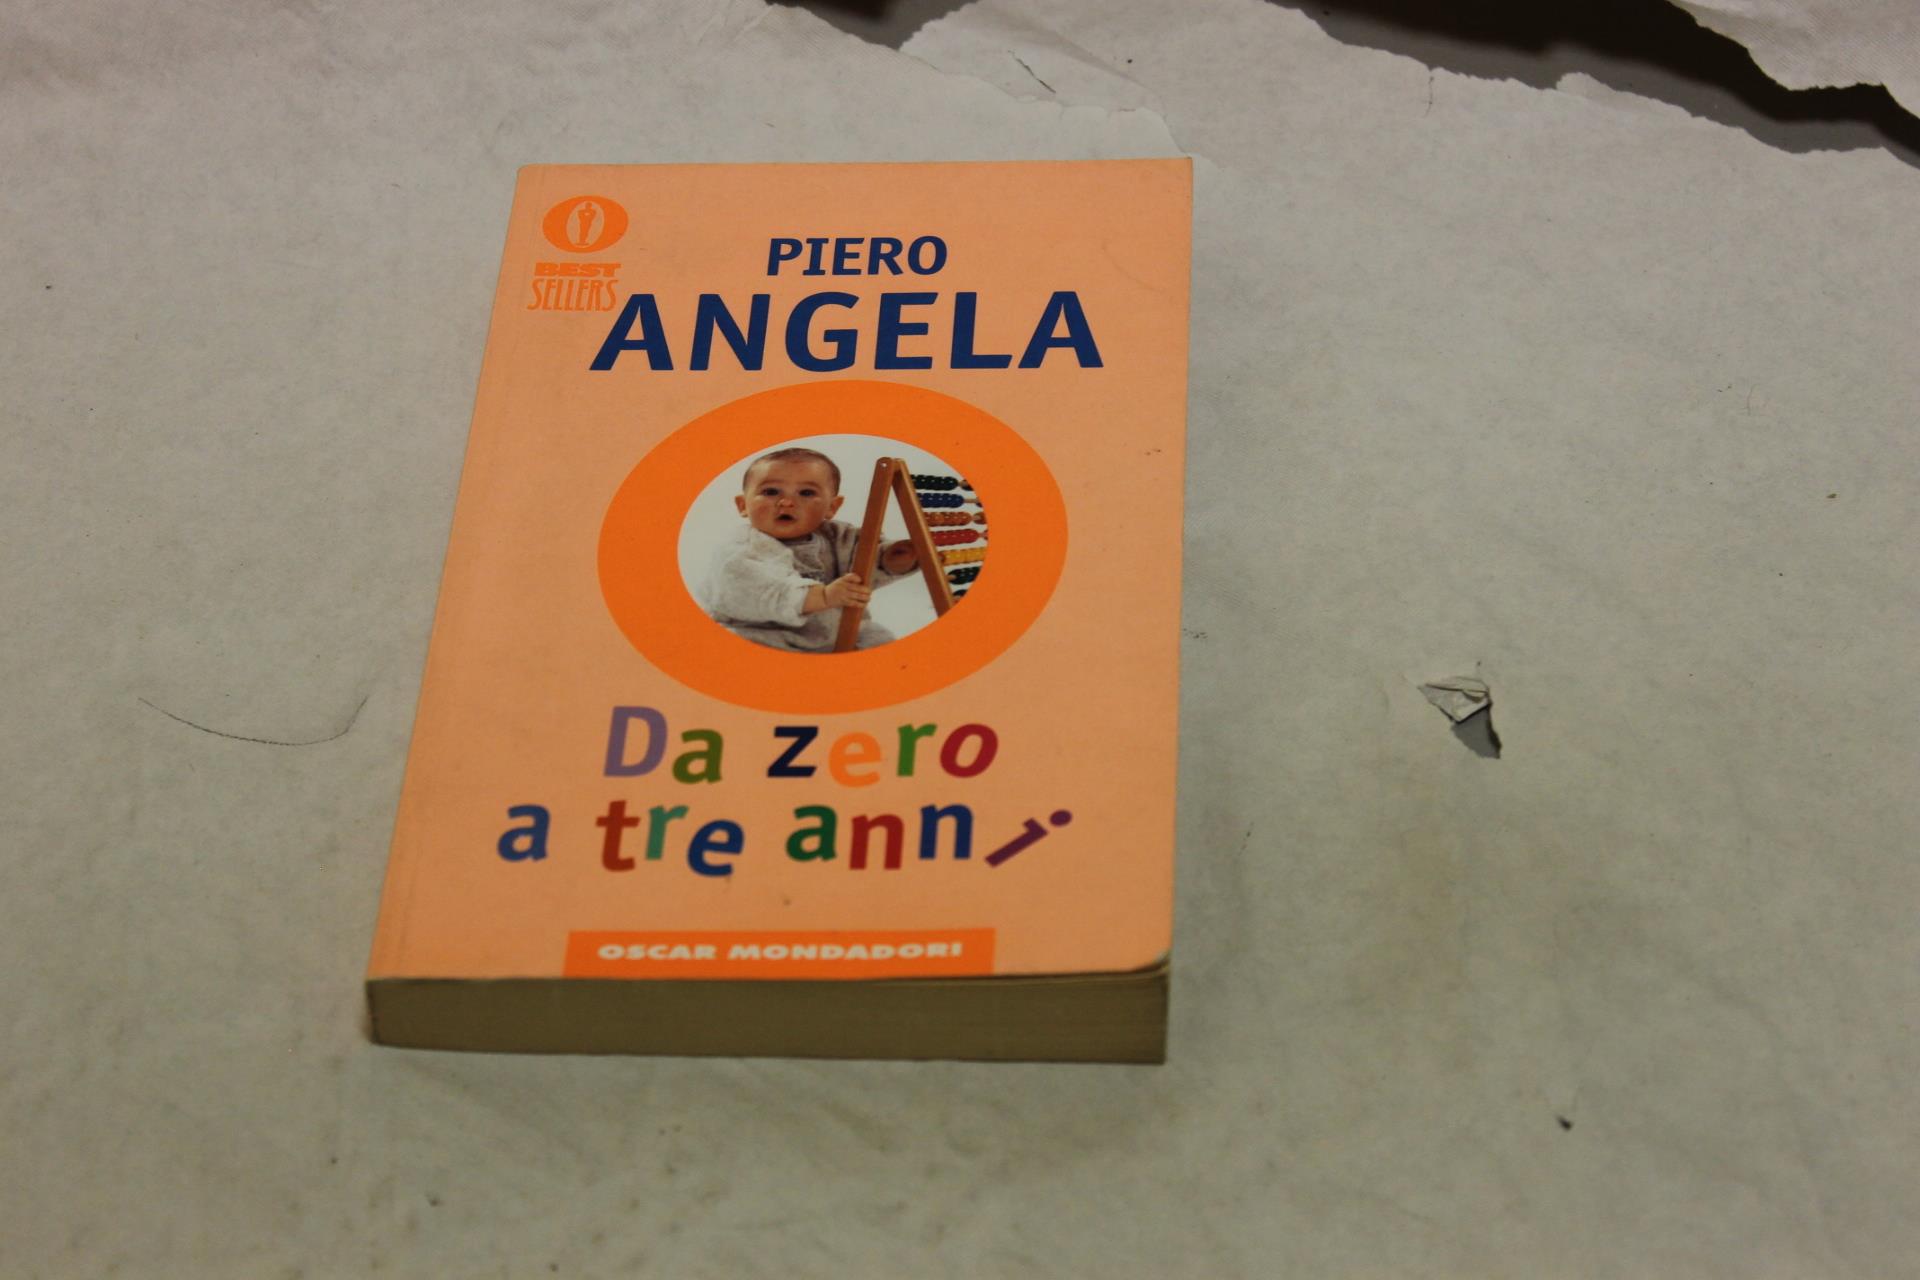 BEST
SELLERS
PIERO
ANGELA
Da zero
a tre anni
OSCAR MONDADORI